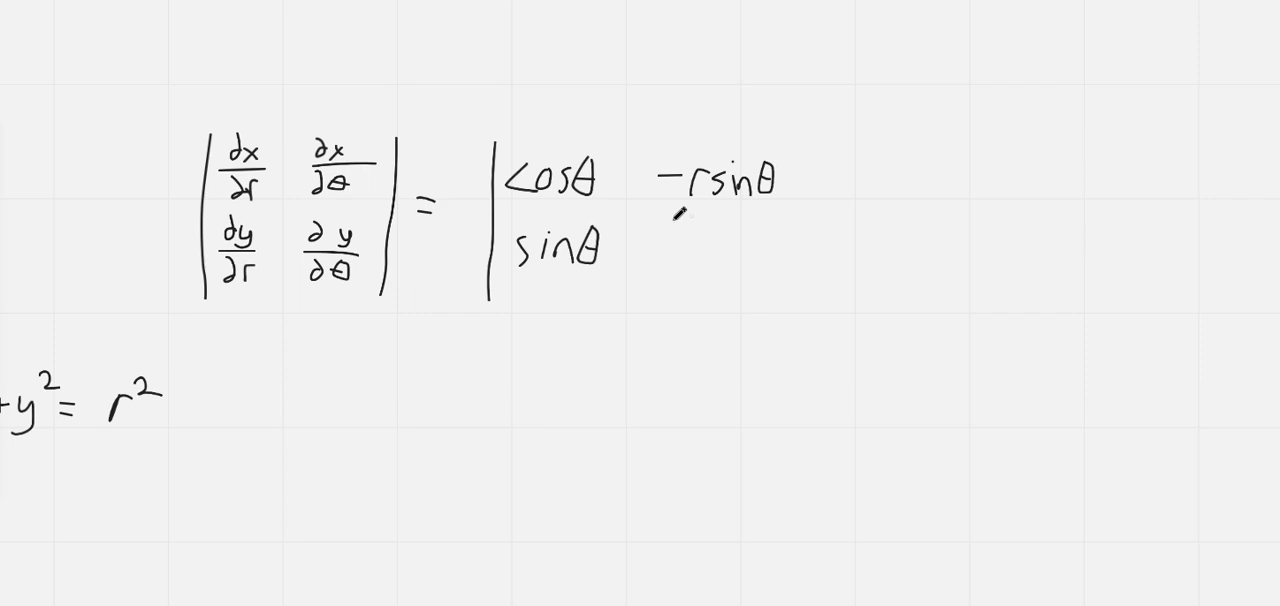 | ∂x/∂r ∂x/∂θ | = | cosθ -rsinθ
| ∂y/∂r ∂y/∂θ | | sinθ
+y² = r²